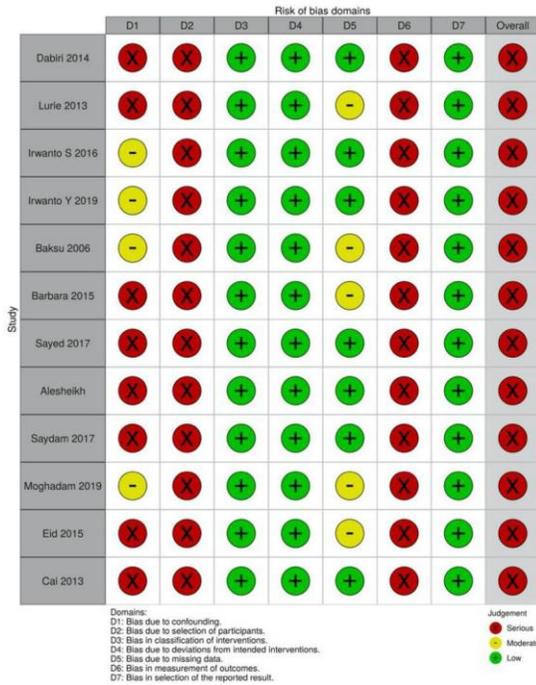 Risk of bias domains
D1 D2 D3 D4 D5 D6 D7 Overall
Study
Dabiri 2014 X X + + + X + X
Lurie 2013 X X + + - X + X
Irwanto S 2016 - X + + + X + X
Irwanto Y 2019 - X + + + X + X
Baksu 2006 - X + + - X + X
Barbara 2015 X X + + - X + X
Sayed 2017 X X + + + X + X
Alesheikh X X + + + X + X
Saydam 2017 X X + + + X + X
Moghadam 2019 - X + + - X + X
Eid 2015 X X + + - X + X
Cai 2013 X X + + + X + X
Domains:
D1: Bias due to confounding.
D2: Bias due to selection of participants.
D3: Bias in classification of interventions.
D4: Bias due to deviations from intended interventions.
D5: Bias due to missing data.
D6: Bias in measurement of outcomes.
D7: Bias in selection of the reported result.
Judgement
X Serious
- Moderate
+ Low